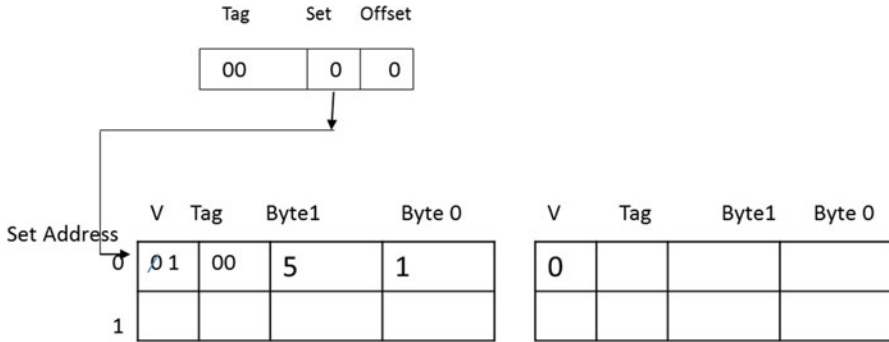 Tag Set Offset
00 0 0
V Tag Byte1 Byte 0 V Tag Byte1 Byte 0
Set Address
0 0 1 00 5 1 0
1